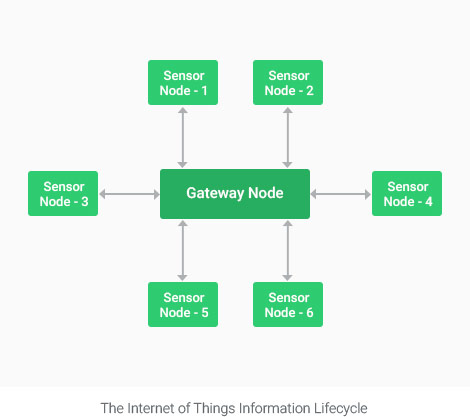 Sensor
Node - 1
Sensor
Node - 2
Sensor
Node - 3
Gateway Node
Sensor
Node - 4
Sensor
Node - 5
Sensor
Node - 6
The Internet of Things Information Lifecycle